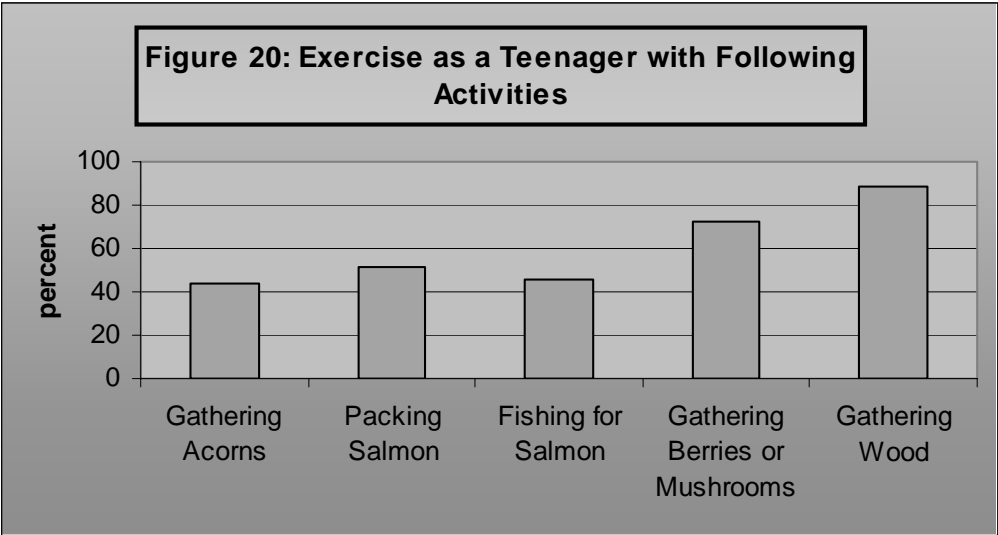 Figure 20: Exercise as a Teenager with Following
Activities
percent
100
80
60
40
20
0
Gathering
Acorns
Packing
Salmon
Fishing for
Salmon
Gathering
Berries or
Mushrooms
Gathering
Wood